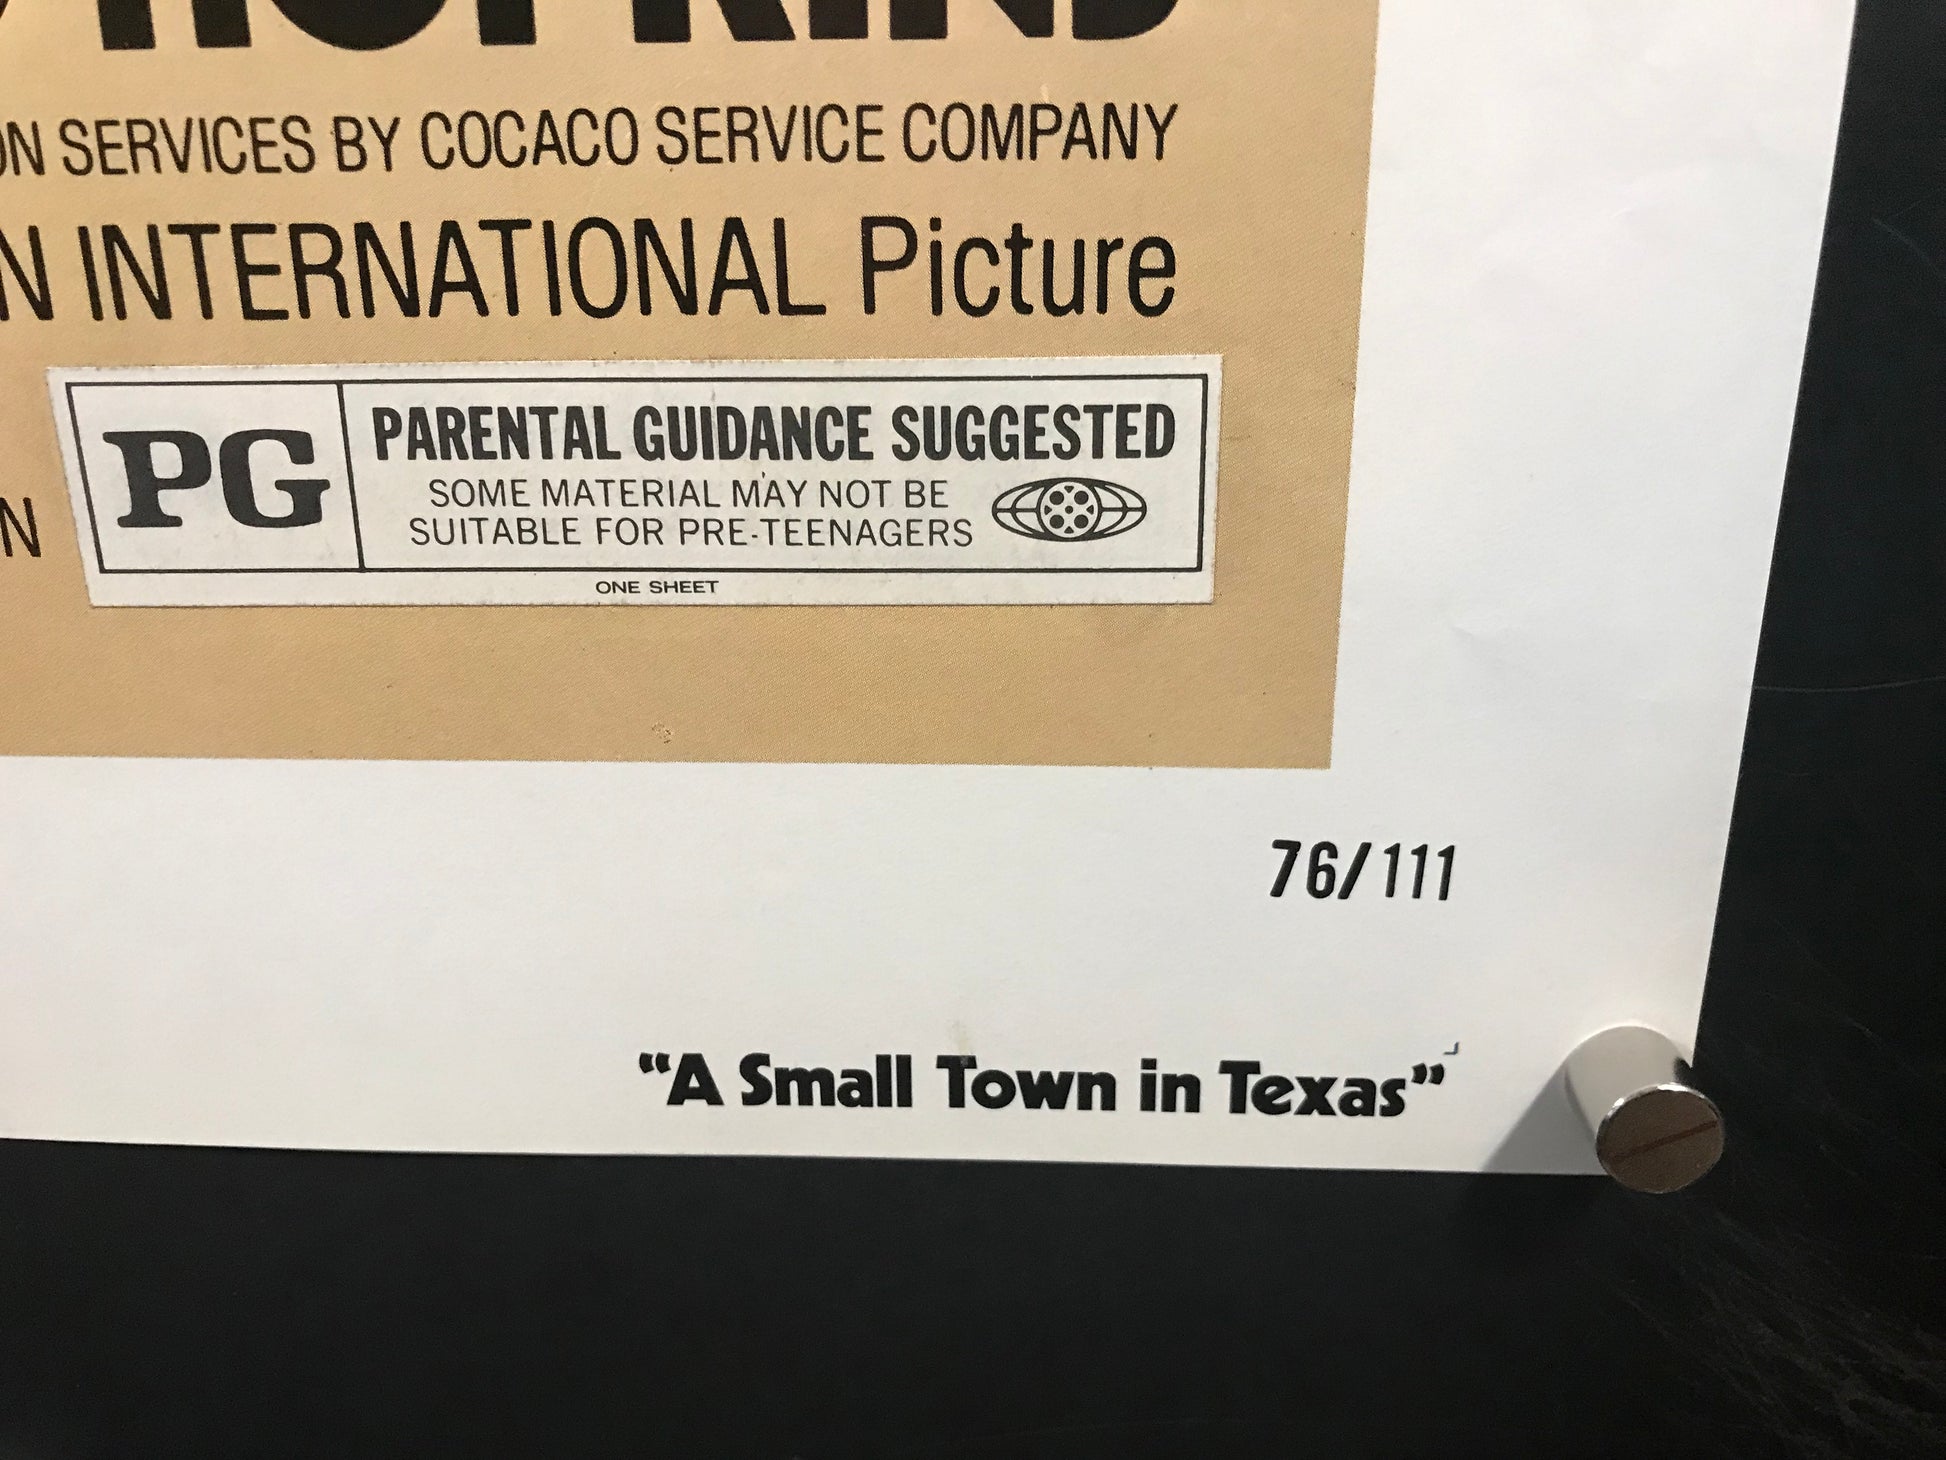 SERVICES BY COCACO SERVICE COMPANY
INTERNATIONAL Picture
PG
PARENTAL GUIDANCE SUGGESTED
SOME MATERIAL MAY NOT BE
SUITABLE FOR PRE-TEENAGERS
ONE SHEET
76/111
"A Small Town in Texas"